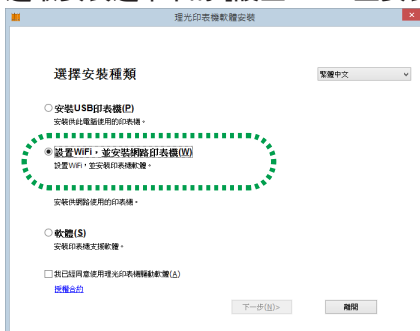 理光印表機軟體安裝
選擇安裝種類
繁體中文
安裝USB印表機(P)
安裝供此電腦使用的印表機。
設置WiFi，並安裝網路印表機(W)
設置WiFi，並安裝印表機軟體。
安裝供網路使用的印表機。
軟體(S)
安裝印表機支援軟體。
我已經同意使用理光印表機驅動軟體(A)
授權合約
下一步(N)>
離開